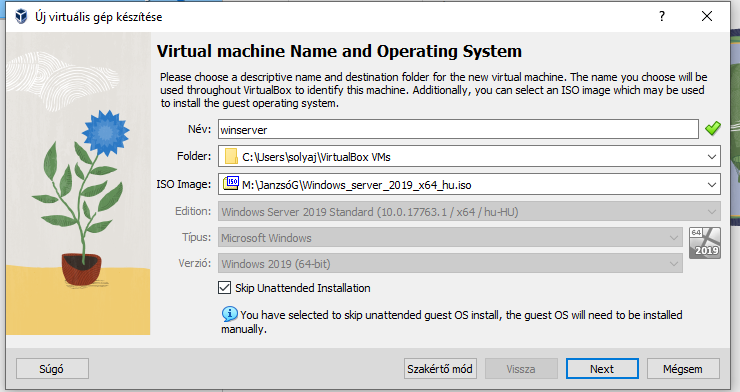 Új virtuális gép készítése
Virtual machine Name and Operating System
Please choose a descriptive name and destination folder for the new virtual machine. The name you choose will be
used throughout VirtualBox to identify this machine. Additionally, you can select an ISO image which may be used
to install the guest operating system.
Név: winserver
Folder: C:\Users\solyaj\VirtualBox VMs
ISO Image: ISO M:\JanzsóG\Windows_server_2019_x64_hu.iso
Edition: Windows Server 2019 Standard (10.0.17763.1 / x64 / hu-HU)
Típus: Microsoft Windows
64
2019
Verzió: Windows 2019 (64-bit)
Skip Unattended Installation
You have selected to skip unattended guest OS install, the guest OS will need to be installed
manually.
Súgó Szakértő mód Vissza Next Mégsem